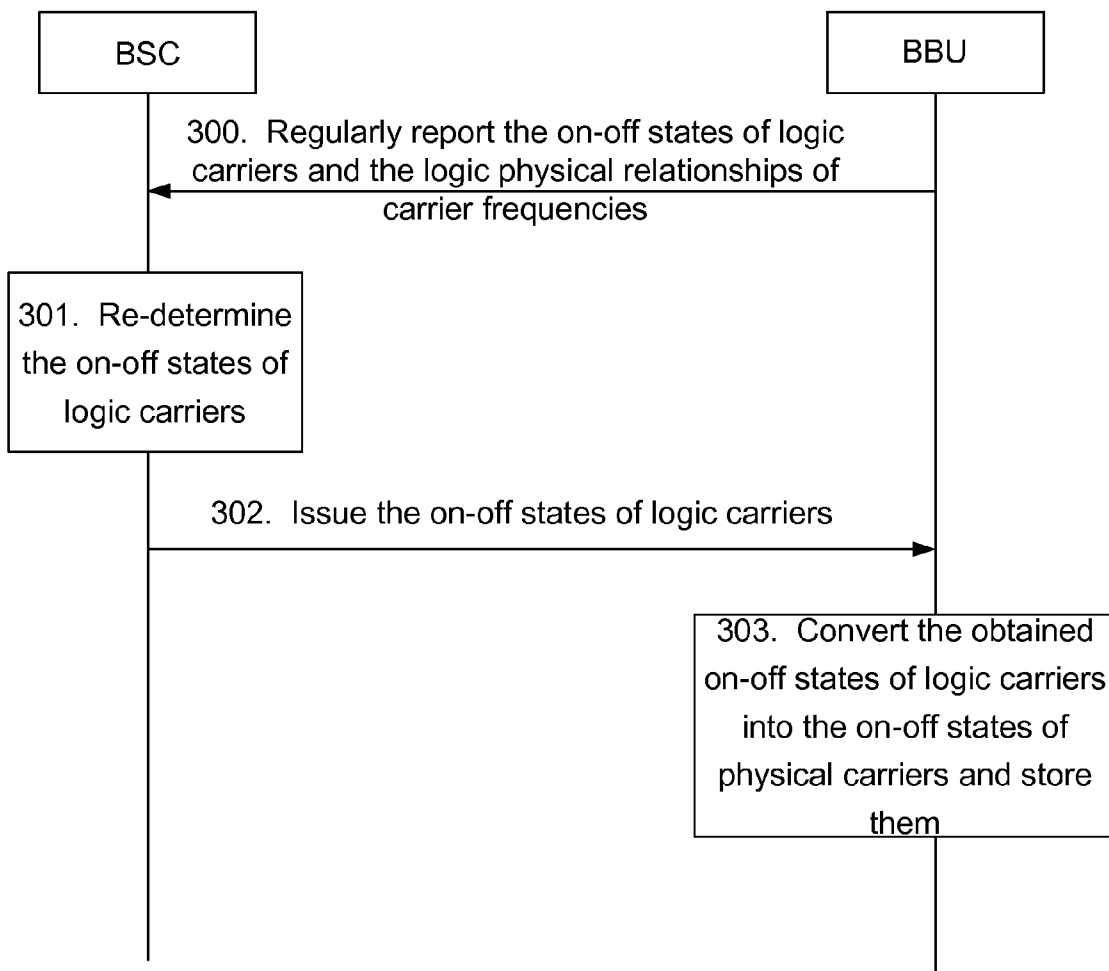 BSC
BBU
300. Regularly report the on-off states of logic
carriers and the logic physical relationships of
carrier frequencies
301. Re-determine
the on-off states of
logic carriers
302. Issue the on-off states of logic carriers
303. Convert the obtained
on-off states of logic carriers
into the on-off states of
physical carriers and store
them